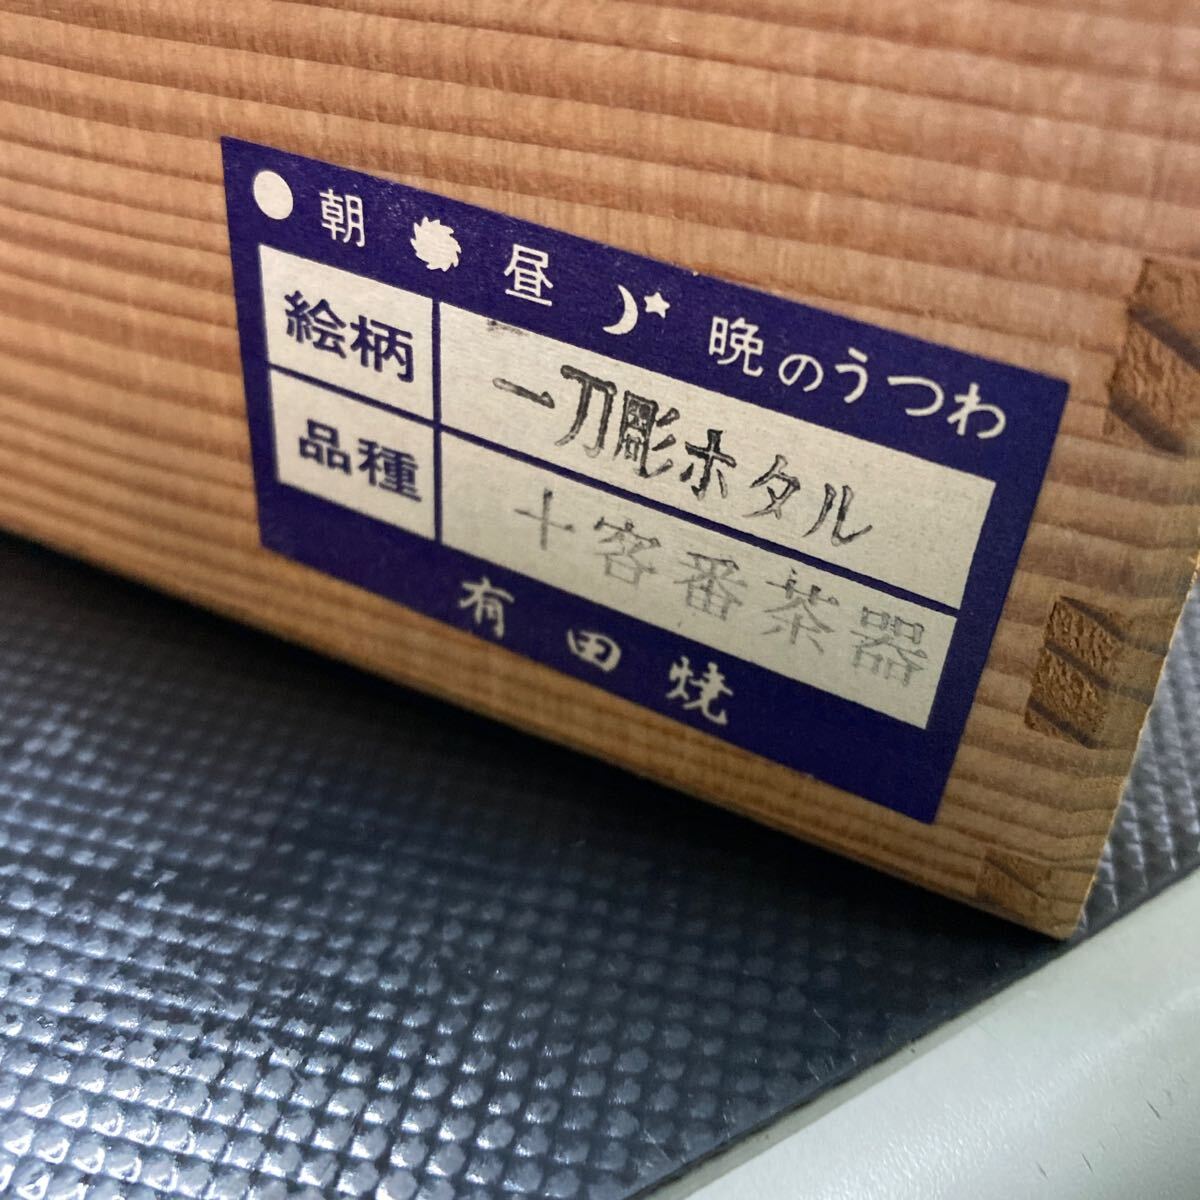 朝昼晩のうつわ
絵柄 一刀彫ホタル
品種 十客番茶器
有田焼